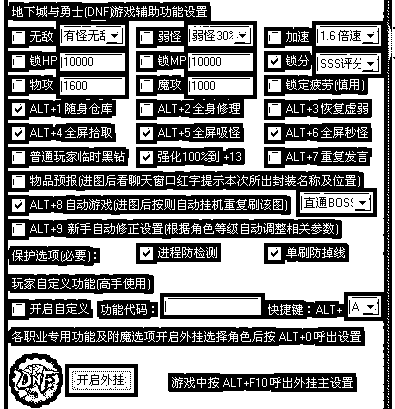 地下城与勇士(DNF)游戏辅助功能设置
无敌 有怪无敌 弱怪 弱怪30% 加速 1.6倍速
锁HP 10000 锁MP 10000 锁分 SSS评分
物攻 1600 魔攻 1000 锁定疲劳(慎用)
ALT+1 随身仓库 ALT+2 全身修理 ALT+3 恢复虚弱
ALT+4 全屏拾取 ALT+5 全屏吸怪 ALT+6 全屏秒怪
普通玩家临时黑钻 强化100%到 +13 ALT+7 重复发言
物品预报(进图后看聊天窗口红字提示本次所出封装名称及位置)
ALT+8 自动游戏(进图后按则自动挂机重复刷该图) 直通BOSS
ALT+9 新手自动修正设置(根据角色等级自动调整相关参数)
保护选项(必要): 进程防检测 单刷防掉线
玩家自定义功能(高手使用)
开启自定义 功能代码: 快捷键: ALT+ A
各职业专用功能及附魔选项开启外挂选择角色后按 ALT+0 呼出设置
DNF 开启外挂 游戏中按 ALT+F10 呼出外挂主设置